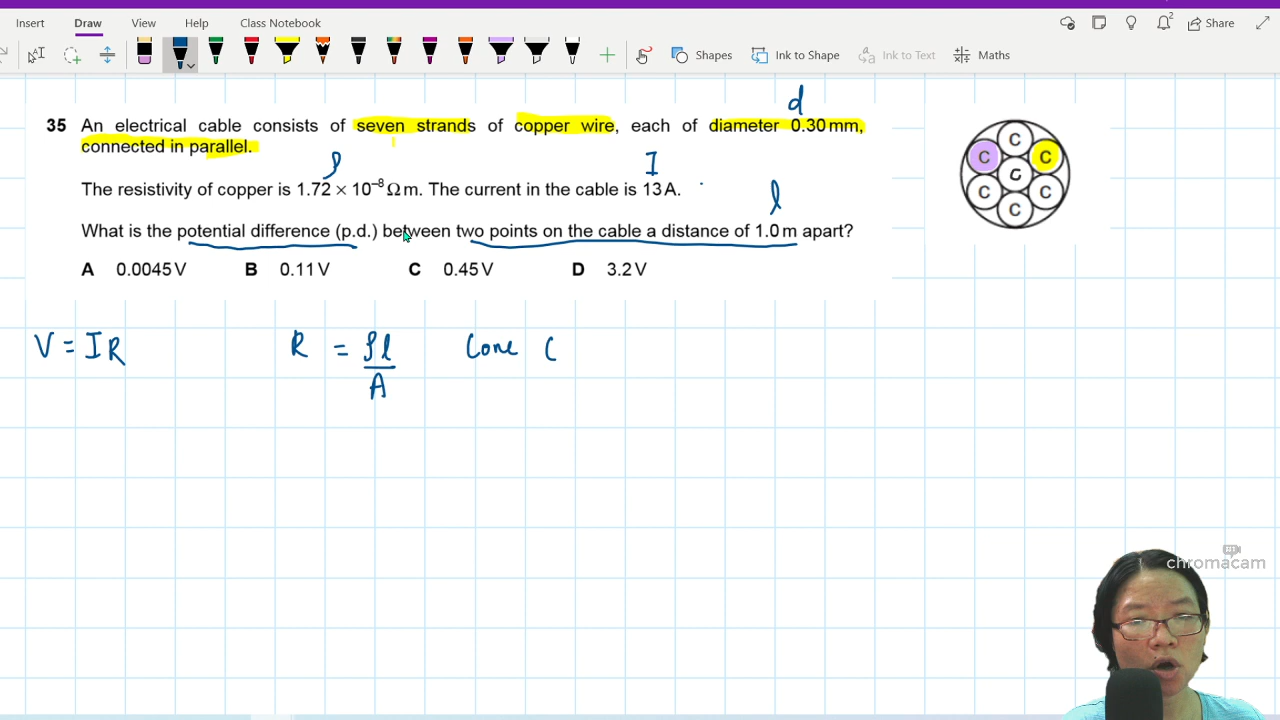 Insert Draw View Help Class Notebook 2 Share
Shapes Ink to Shape Ink to Text Maths
d
35 An electrical cable consists of seven strands of copper wire, each of diameter 0.30 mm,
connected in parallel.
ρ I
The resistivity of copper is 1.72 × 10⁻⁸ Ω m. The current in the cable is 13 A.
l
What is the potential difference (p.d.) between two points on the cable a distance of 1.0 m apart?
A 0.0045 V B 0.11 V C 0.45 V D 3.2 V
C
C C
C
C C
C
V = IR R = ρl / A Core C
chromacam